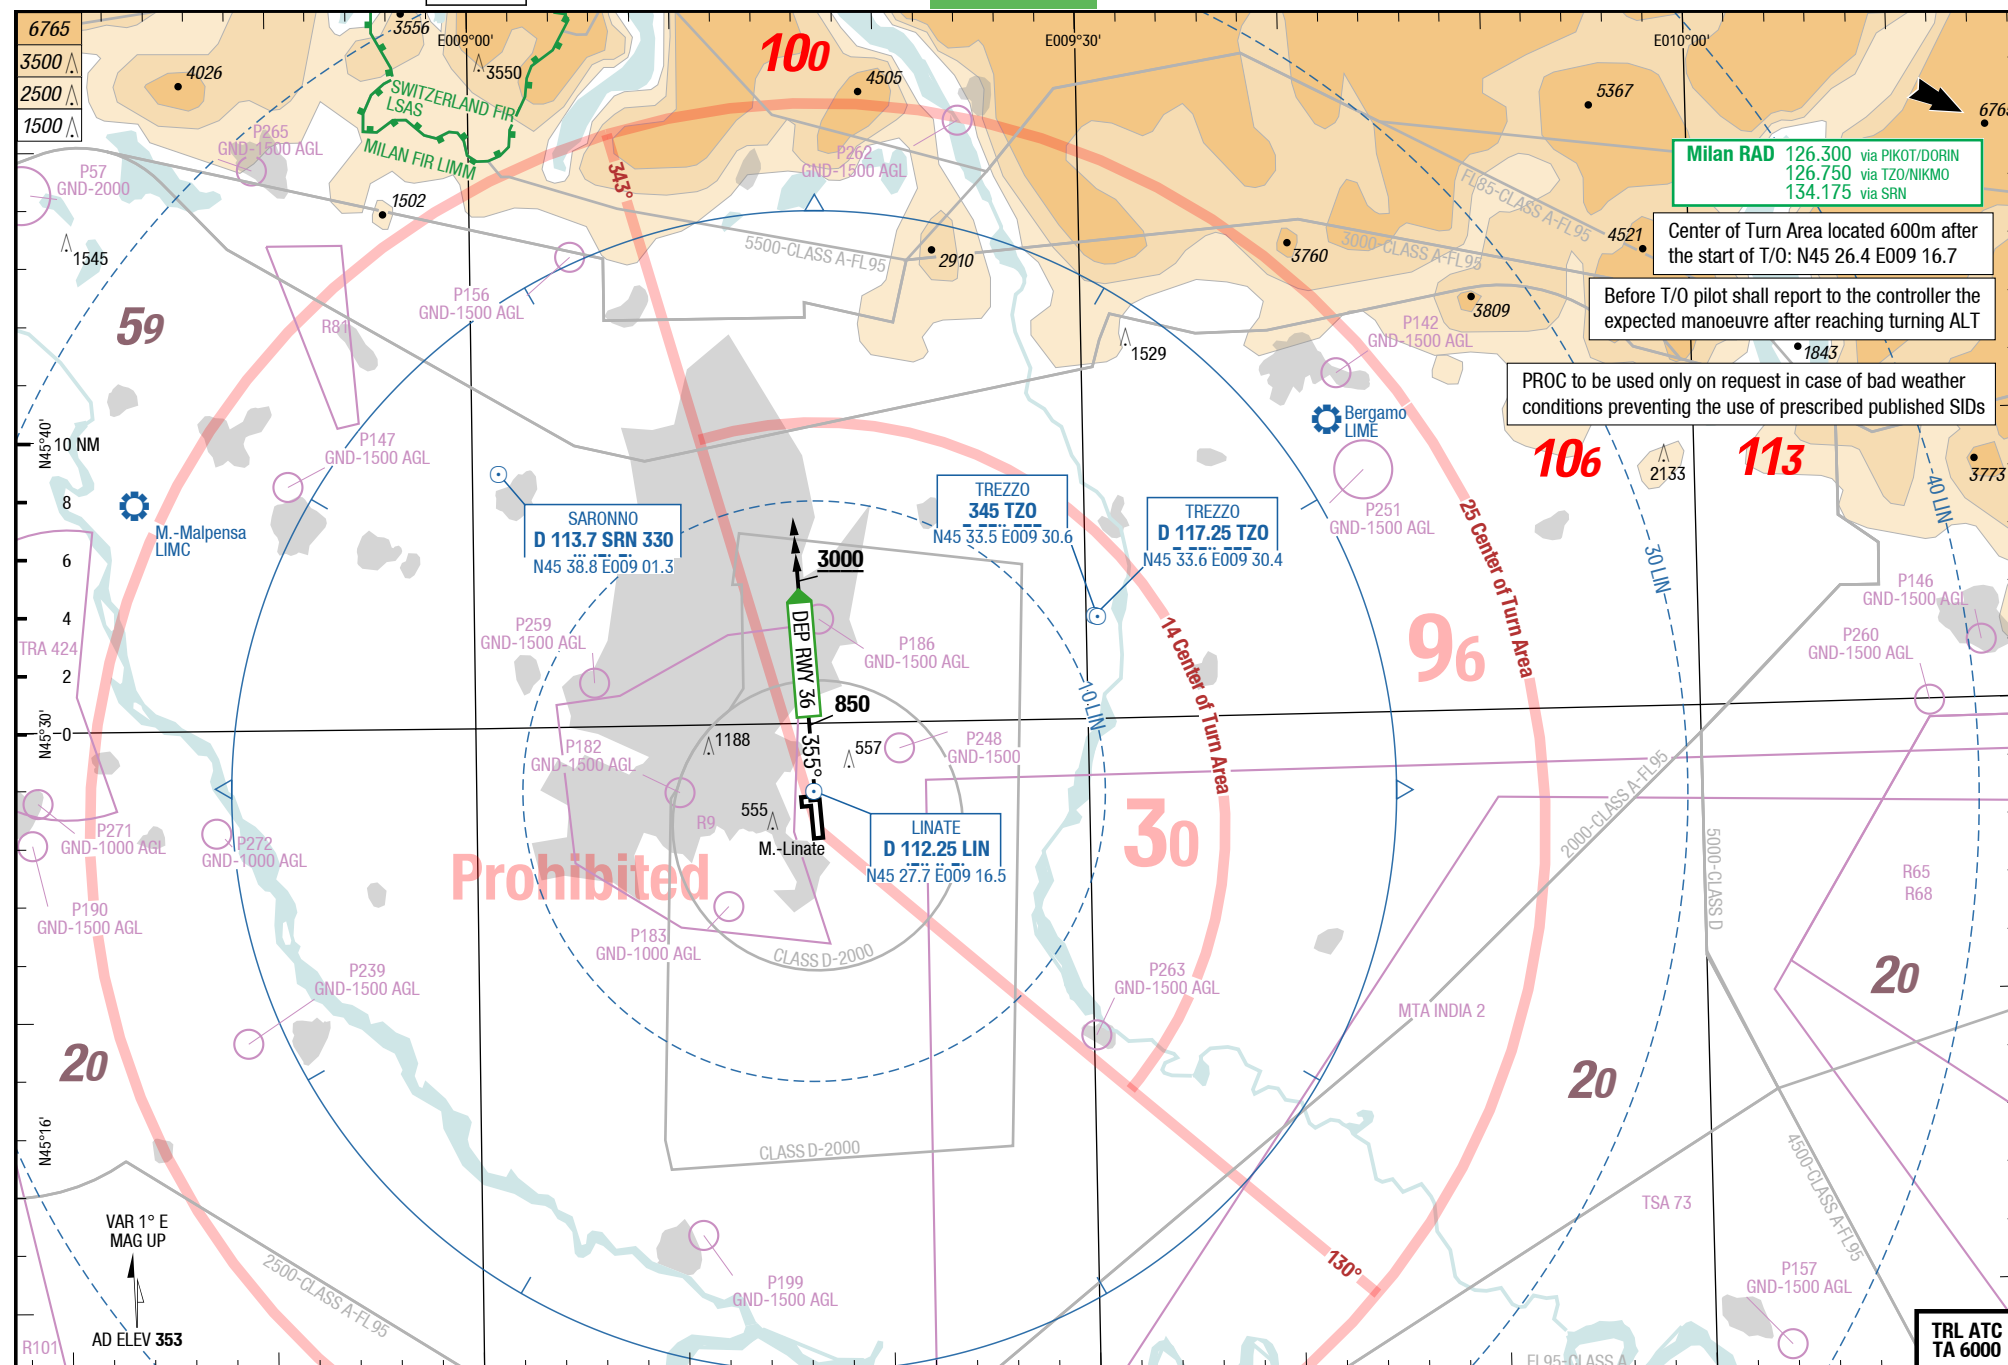 6765
3500
2500
1500
4026
3556
E009°00'
3550
SWITZERLAND FIR
LSAS
MILAN FIR LIMM
100
4505
E009°30'
E010°00'
5367
6765
Milan RAD 126.300 via PIKOT/DORIN
126.750 via TZO/NIKMO
134.175 via SRN
Center of Turn Area located 600m after
the start of T/O: N45 26.4 E009 16.7
Before T/O pilot shall report to the controller the
expected manoeuvre after reaching turning ALT
PROC to be used only on request in case of bad weather
conditions preventing the use of prescribed published SIDs
P265
GND-1500 AGL
P57
GND-2000
1502
1545
343°
P262
GND-1500 AGL
5500-CLASS A-FL95
2910
FL85-CLASS A-FL95
3000-CLASS A-FL95
3760
4521
3809
1843
59
R81
P156
GND-1500 AGL
1529
P142
GND-1500 AGL
Bergamo
LIME
106
113
2133
3773
N45°40'
10 NM
8
6
4
2
0
P147
GND-1500 AGL
M.-Malpensa
LIMC
SARONNO
D 113.7 SRN 330
N45 38.8 E009 01.3
TREZZO
345 TZO
N45 33.5 E009 30.6
TREZZO
D 117.25 TZO
N45 33.6 E009 30.4
P251
GND-1500 AGL
25 Center of Turn Area
40 LIN
30 LIN
3000
DEP RWY 36
TRA 424
P259
GND-1500 AGL
P186
GND-1500 AGL
14 Center of Turn Area
96
P146
GND-1500 AGL
P260
GND-1500 AGL
10 LIN
850
N45°30'
355°
1188
557
P182
GND-1500 AGL
P248
GND-1500
2000-CLASS A-FL95
5000-CLASS D
555
R9
M.-Linate
LINATE
D 112.25 LIN
N45 27.7 E009 16.5
30
P271
GND-1000 AGL
P272
GND-1000 AGL
Prohibited
R65
R68
P190
GND-1500 AGL
P183
GND-1000 AGL
CLASS D-2000
P239
GND-1500 AGL
P263
GND-1500 AGL
MTA INDIA 2
20
20
20
N45°16'
CLASS D-2000
4500-CLASS A-FL95
TSA 73
VAR 1° E
MAG UP
2500-CLASS A-FL95
130°
P199
GND-1500 AGL
P157
GND-1500 AGL
AD ELEV 353
R101
TRL ATC
TA 6000
FL95-CLASS A